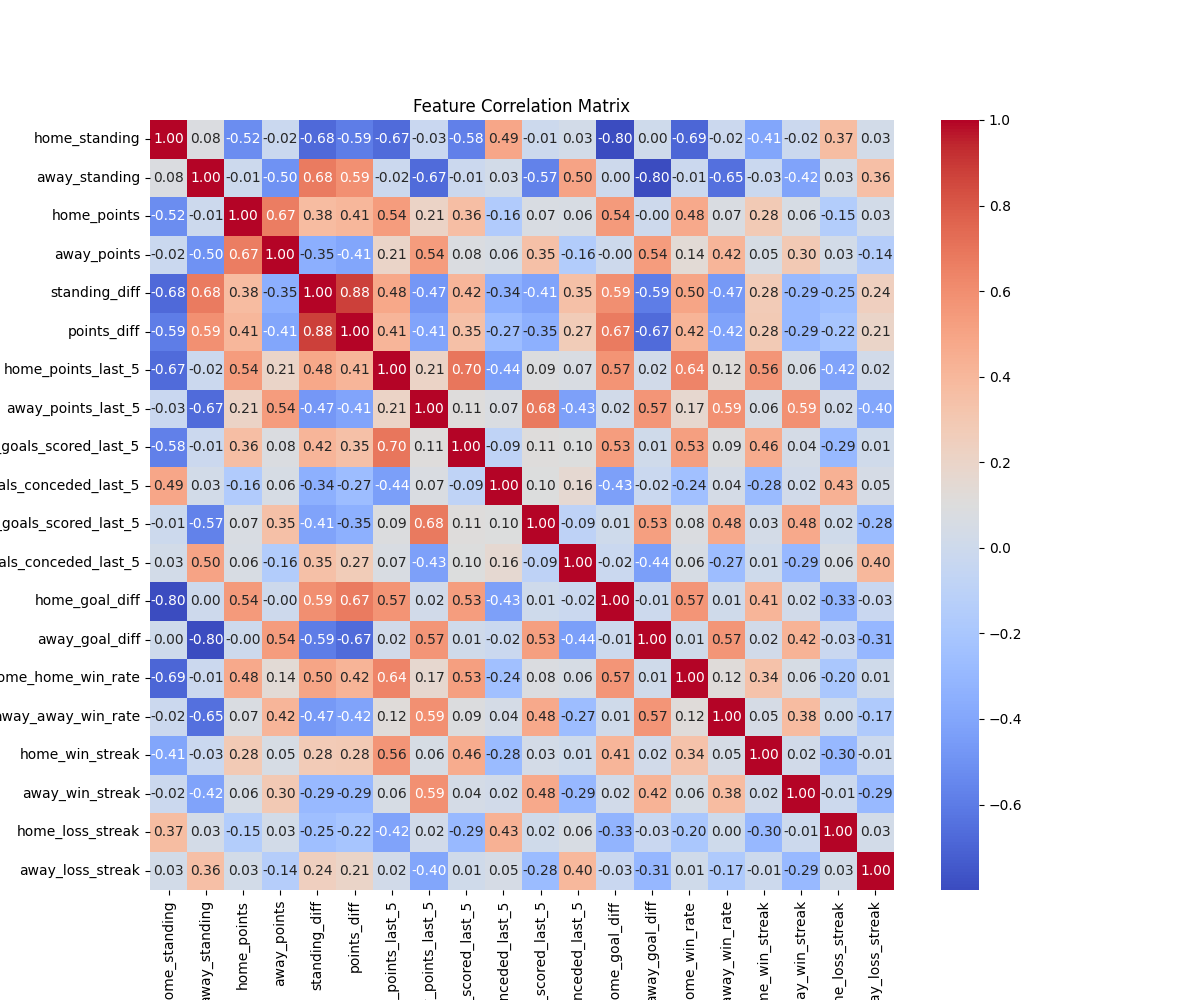 Feature Correlation Matrix
home_standing 1.00 0.08 -0.52 -0.02 -0.68 -0.59 -0.67 -0.03 -0.58 0.49 -0.01 0.03 -0.80 0.00 -0.69 -0.02 -0.41 -0.02 0.37 0.03
away_standing 0.08 1.00 -0.01 -0.50 0.68 0.59 -0.02 -0.67 -0.01 0.03 -0.57 0.50 0.00 -0.80 -0.01 -0.65 -0.03 -0.42 0.03 0.36
home_points -0.52 -0.01 1.00 0.67 0.38 0.41 0.54 0.21 0.36 -0.16 0.07 0.06 0.54 -0.00 0.48 0.07 0.28 0.06 -0.15 0.03
away_points -0.02 -0.50 0.67 1.00 -0.35 -0.41 0.21 0.54 0.08 0.06 0.35 -0.16 -0.00 0.54 0.14 0.42 0.05 0.30 0.03 -0.14
standing_diff -0.68 0.68 0.38 -0.35 1.00 0.88 0.48 -0.47 0.42 -0.34 -0.41 0.35 0.59 -0.59 0.50 -0.47 0.28 -0.29 -0.25 0.24
points_diff -0.59 0.59 0.41 -0.41 0.88 1.00 0.41 -0.41 0.35 -0.27 -0.35 0.27 0.67 -0.67 0.42 -0.42 0.28 -0.29 -0.22 0.21
home_points_last_5 -0.67 -0.02 0.54 0.21 0.48 0.41 1.00 0.21 0.70 -0.44 0.09 0.07 0.57 0.02 0.64 0.12 0.56 0.06 -0.42 0.02
away_points_last_5 -0.03 -0.67 0.21 0.54 -0.47 -0.41 0.21 1.00 0.11 0.07 0.68 -0.43 0.02 0.57 0.17 0.59 0.06 0.59 0.02 -0.40
_goals_scored_last_5 -0.58 -0.01 0.36 0.08 0.42 0.35 0.70 0.11 1.00 -0.09 0.11 0.10 0.53 0.01 0.53 0.09 0.46 0.04 -0.29 0.01
als_conceded_last_5 0.49 0.03 -0.16 0.06 -0.34 -0.27 -0.44 0.07 -0.09 1.00 0.10 0.16 -0.43 -0.02 -0.24 0.04 -0.28 0.02 0.43 0.05
_goals_scored_last_5 -0.01 -0.57 0.07 0.35 -0.41 -0.35 0.09 0.68 0.11 0.10 1.00 -0.09 0.01 0.53 0.08 0.48 0.03 0.48 0.02 -0.28
als_conceded_last_5 0.03 0.50 0.06 -0.16 0.35 0.27 0.07 -0.43 0.10 0.16 -0.09 1.00 -0.02 -0.44 0.06 -0.27 0.01 -0.29 0.06 0.40
home_goal_diff -0.80 0.00 0.54 -0.00 0.59 0.67 0.57 0.02 0.53 -0.43 0.01 -0.02 1.00 -0.01 0.57 0.01 0.41 0.02 -0.33 -0.03
away_goal_diff 0.00 -0.80 -0.00 0.54 -0.59 -0.67 0.02 0.57 0.01 -0.02 0.53 -0.44 -0.01 1.00 0.01 0.57 0.02 0.42 -0.03 -0.31
ome_home_win_rate -0.69 -0.01 0.48 0.14 0.50 0.42 0.64 0.17 0.53 -0.24 0.08 0.06 0.57 0.01 1.00 0.12 0.34 0.06 -0.20 0.01
away_away_win_rate -0.02 -0.65 0.07 0.42 -0.47 -0.42 0.12 0.59 0.09 0.04 0.48 -0.27 0.01 0.57 0.12 1.00 0.05 0.38 0.00 -0.17
home_win_streak -0.41 -0.03 0.28 0.05 0.28 0.28 0.56 0.06 0.46 -0.28 0.03 0.01 0.41 0.02 0.34 0.05 1.00 0.02 -0.30 -0.01
away_win_streak -0.02 -0.42 0.06 0.30 -0.29 -0.29 0.06 0.59 0.04 0.02 0.48 -0.29 0.02 0.42 0.06 0.38 0.02 1.00 -0.01 -0.29
home_loss_streak 0.37 0.03 -0.15 0.03 -0.25 -0.22 -0.42 0.02 -0.29 0.43 0.02 0.06 -0.33 -0.03 -0.20 0.00 -0.30 -0.01 1.00 0.03
away_loss_streak 0.03 0.36 0.03 -0.14 0.24 0.21 0.02 -0.40 0.01 0.05 -0.28 0.40 -0.03 -0.31 0.01 -0.17 -0.01 -0.29 0.03 1.00
ome_standing
away_standing
home_points
away_points
standing_diff
points_diff
_points_last_5
_points_last_5
_scored_last_5
nceded_last_5
_scored_last_5
nceded_last_5
ome_goal_diff
away_goal_diff
ome_win_rate
away_win_rate
me_win_streak
ay_win_streak
me_loss_streak
ay_loss_streak
1.0
0.8
0.6
0.4
0.2
0.0
−0.2
−0.4
−0.6